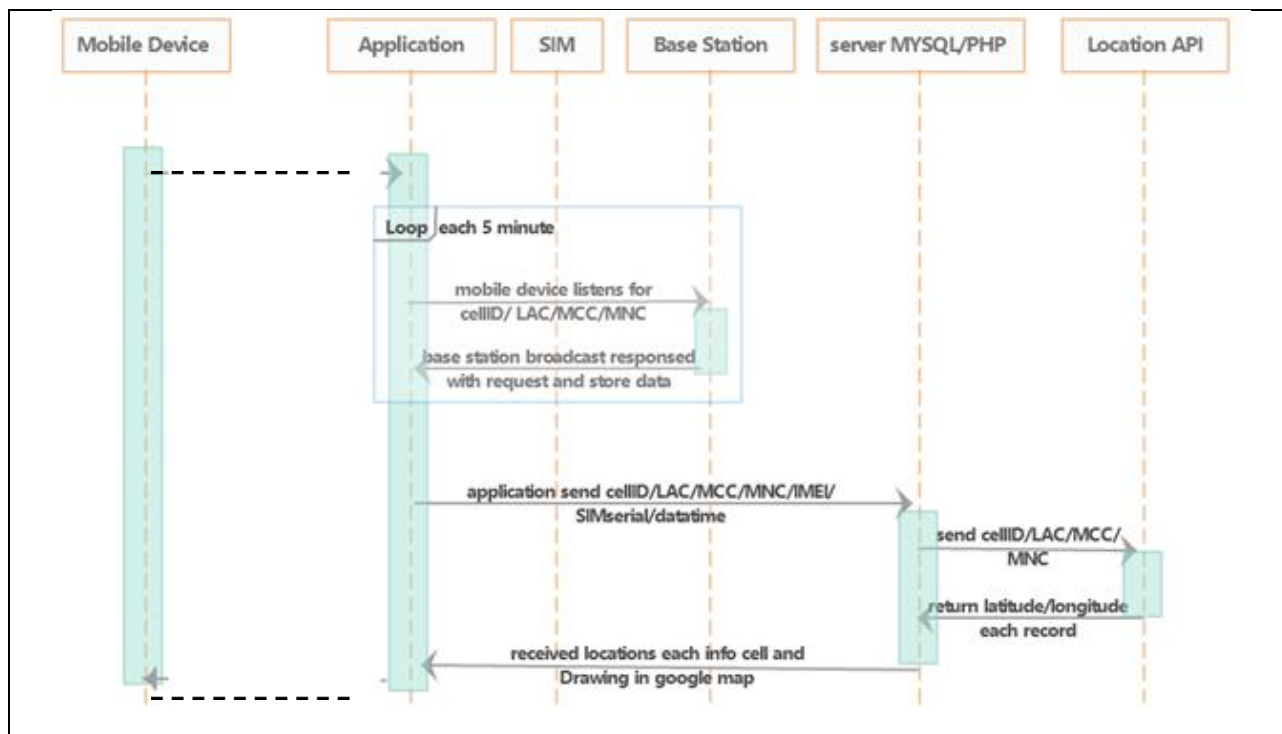 Mobile Device
Application
SIM
Base Station
server MYSQL/PHP
Location API
Loop
each 5 minute
mobile device listens for
cellID/ LAC/MCC/MNC
base station broadcast responsed
with request and store data
application send cellID/LAC/MCC/MNC/IMEI/
SIMserial/datatime
send cellID/LAC/MCC/
MNC
return latitude/longitude
each record
received locations each info cell and
Drawing in google map